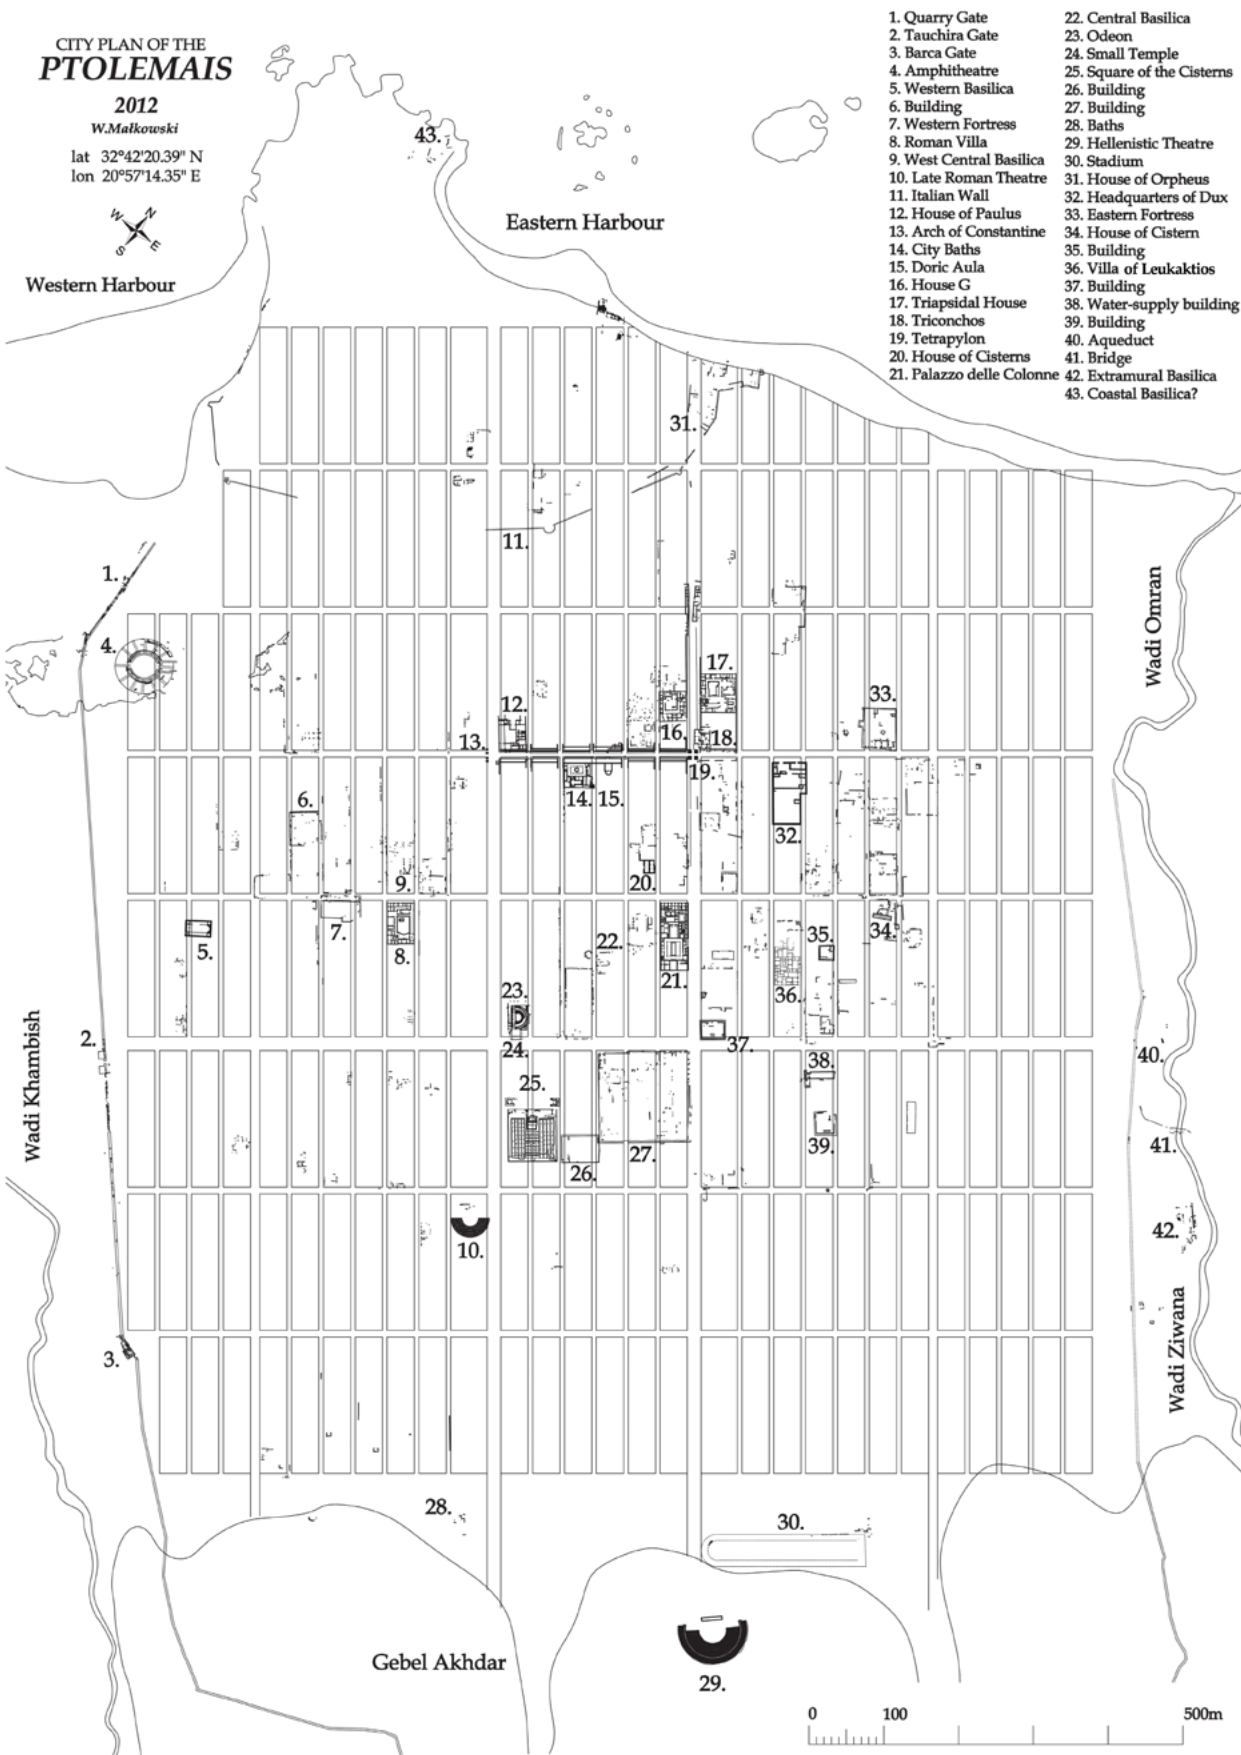 CITY PLAN OF THE
PTOLEMAIS
2012
W.Małkowski
lat 32°42'20.39" N
lon 20°57'14.35" E
W N
S E
Western Harbour
Eastern Harbour
1. Quarry Gate
2. Tauchira Gate
3. Barca Gate
4. Amphitheatre
5. Western Basilica
6. Building
7. Western Fortress
8. Roman Villa
9. West Central Basilica
10. Late Roman Theatre
11. Italian Wall
12. House of Paulus
13. Arch of Constantine
14. City Baths
15. Doric Aula
16. House G
17. Triapsidal House
18. Triconchos
19. Tetrapylon
20. House of Cisterns
21. Palazzo delle Colonne
22. Central Basilica
23. Odeon
24. Small Temple
25. Square of the Cisterns
26. Building
27. Building
28. Baths
29. Hellenistic Theatre
30. Stadium
31. House of Orpheus
32. Headquarters of Dux
33. Eastern Fortress
34. House of Cistern
35. Building
36. Villa of Leukaktios
37. Building
38. Water-supply building
39. Building
40. Aqueduct
41. Bridge
42. Extramural Basilica
43. Coastal Basilica?
43.
31.
11.
1.
4.
17.
12.
33.
16.
18.
13.
19.
14. 15.
6.
32.
9.
20.
5.
7.
8.
22.
21.
35.
34.
36.
23.
24.
37.
2.
25.
38.
40.
39.
41.
27.
26.
10.
42.
3.
28.
30.
29.
Wadi Omran
Wadi Khambish
Wadi Ziwana
Gebel Akhdar
0 100 500m